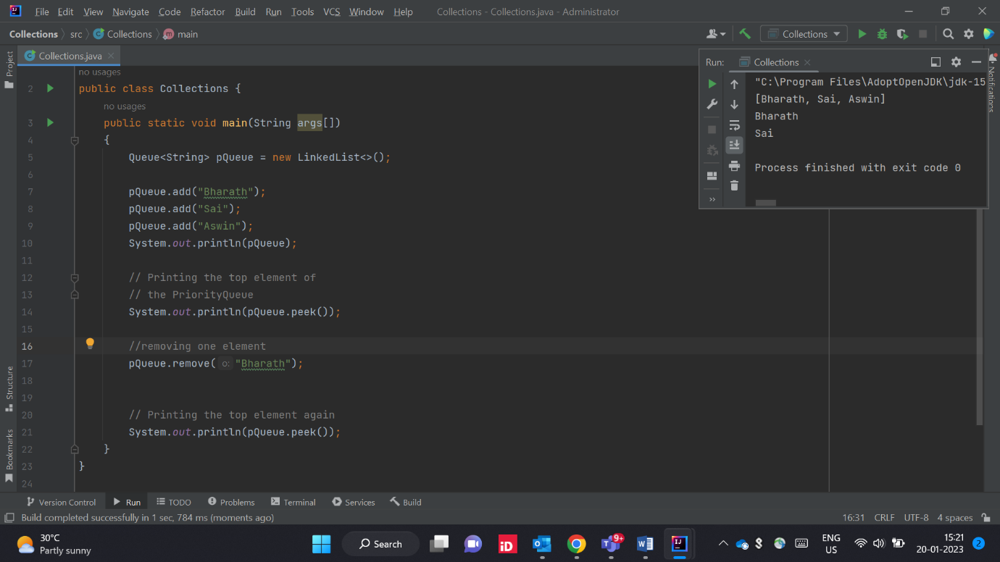 File Edit View Navigate Code Refactor Build Run Tools VCS Window Help Collections - Collections.java - Administrator
Collections src Collections main Collections
Project
Collections.java
no usages
2 public class Collections {
no usages
3 public static void main(String args[])
4 {
5 Queue<String> pQueue = new LinkedList<>();
6
7 pQueue.add("Bharath");
8 pQueue.add("Sai");
9 pQueue.add("Aswin");
10 System.out.println(pQueue);
11
12 // Printing the top element of
13 // the PriorityQueue
14 System.out.println(pQueue.peek());
15
16 //removing one element
17 pQueue.remove( o: "Bharath");
18
19
20 // Printing the top element again
21 System.out.println(pQueue.peek());
22 }
23 }
24
Run: Collections
"C:\Program Files\AdoptOpenJDK\jdk-15
[Bharath, Sai, Aswin]
Bharath
Sai
Process finished with exit code 0
Notifications
Structure
Bookmarks
Version Control Run TODO Problems Terminal Services Build
Build completed successfully in 1 sec, 784 ms (moments ago) 16:31 CRLF UTF-8 4 spaces
30°C
Partly sunny
Search
iD
9+
IJ
ENG
US
15:21
20-01-2023
2